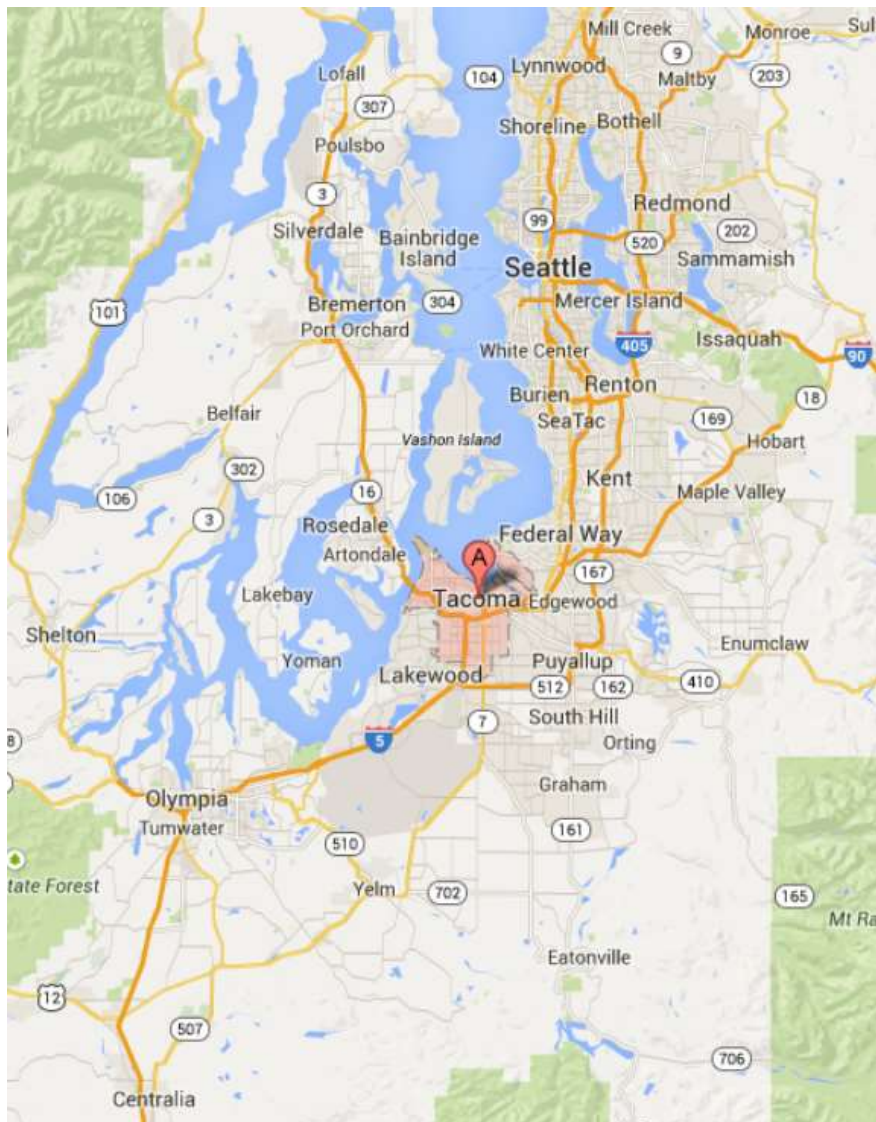 Mill Creek
Monroe
Sul
9
Lofall
104
Lynnwood
Maltby
203
307
Shoreline
Bothell
Poulsbo
3
Redmond
99
Silverdale
Bainbridge
Island
520
202
Seattle
Sammamish
Bremerton
304
Mercer Island
101
Port Orchard
405
Issaquah
White Center
90
Renton
Burien
18
Belfair
SeaTac
169
Vashon Island
Hobart
302
Kent
106
16
Maple Valley
3
Rosedale
Federal Way
Artondale
A
167
Lakebay
Tacoma
Edgewood
Shelton
Enumclaw
Yoman
Puyallup
Lakewood
512
162
410
7
South Hill
8
5
Orting
Olympia
Graham
Tumwater
161
510
tate Forest
Yelm
702
165
Mt Ra
Eatonville
12
507
706
Centralia